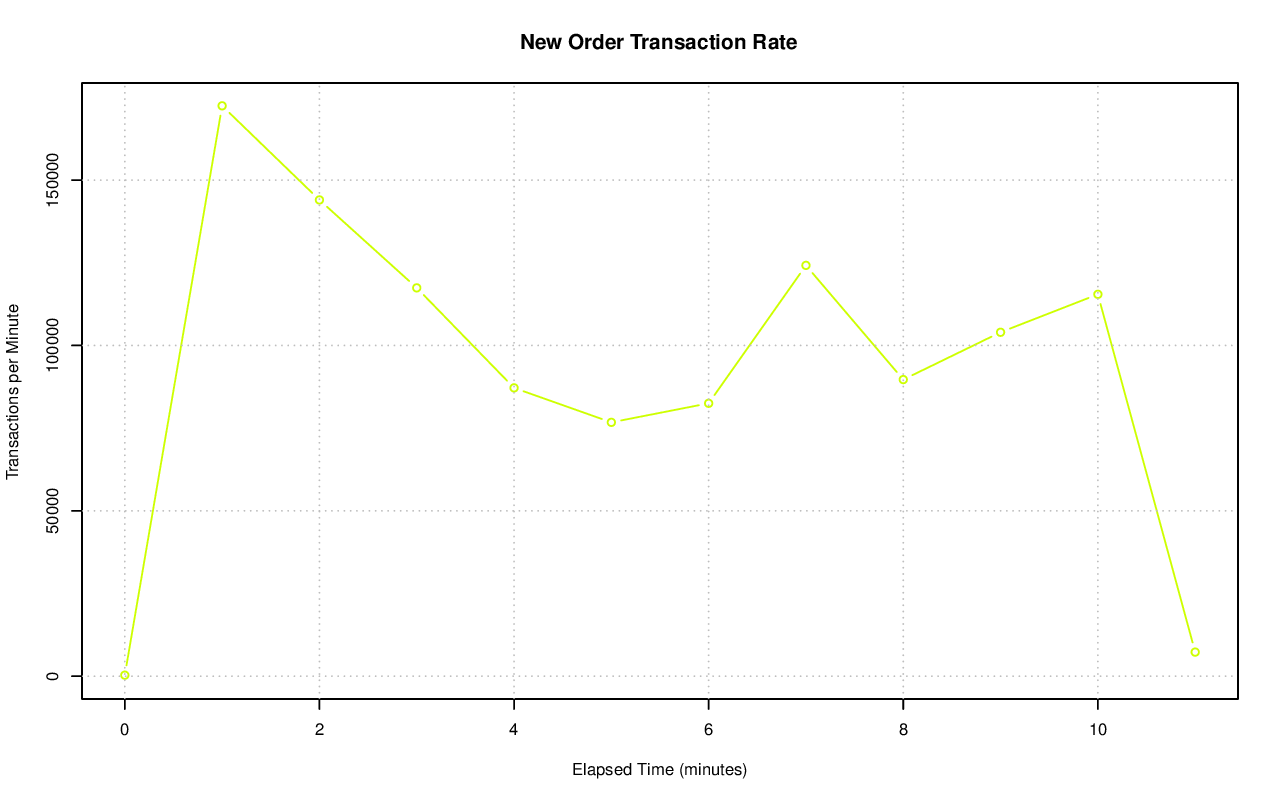 New Order Transaction Rate
Transactions per Minute
150000
100000
50000
0
0 2 4 6 8 10
Elapsed Time (minutes)